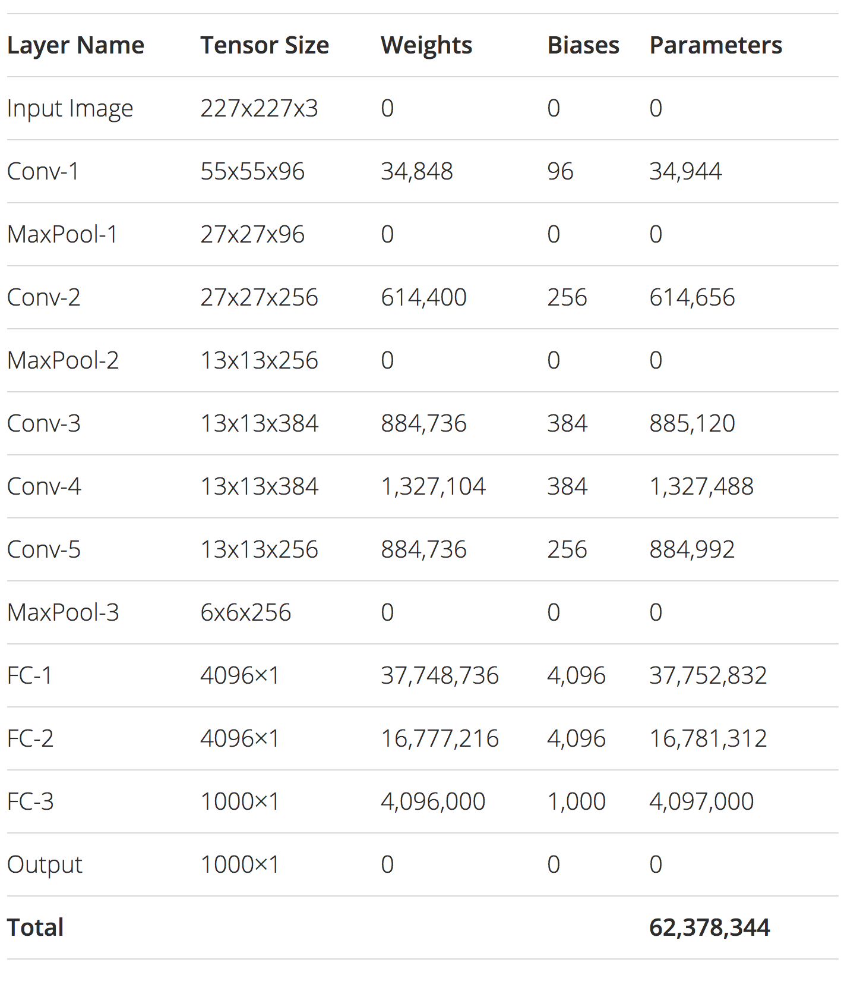 Layer Name Tensor Size Weights Biases Parameters
Input Image 227x227x3 0 0 0
Conv-1 55x55x96 34,848 96 34,944
MaxPool-1 27x27x96 0 0 0
Conv-2 27x27x256 614,400 256 614,656
MaxPool-2 13x13x256 0 0 0
Conv-3 13x13x384 884,736 384 885,120
Conv-4 13x13x384 1,327,104 384 1,327,488
Conv-5 13x13x256 884,736 256 884,992
MaxPool-3 6x6x256 0 0 0
FC-1 4096×1 37,748,736 4,096 37,752,832
FC-2 4096×1 16,777,216 4,096 16,781,312
FC-3 1000×1 4,096,000 1,000 4,097,000
Output 1000×1 0 0 0
Total 62,378,344